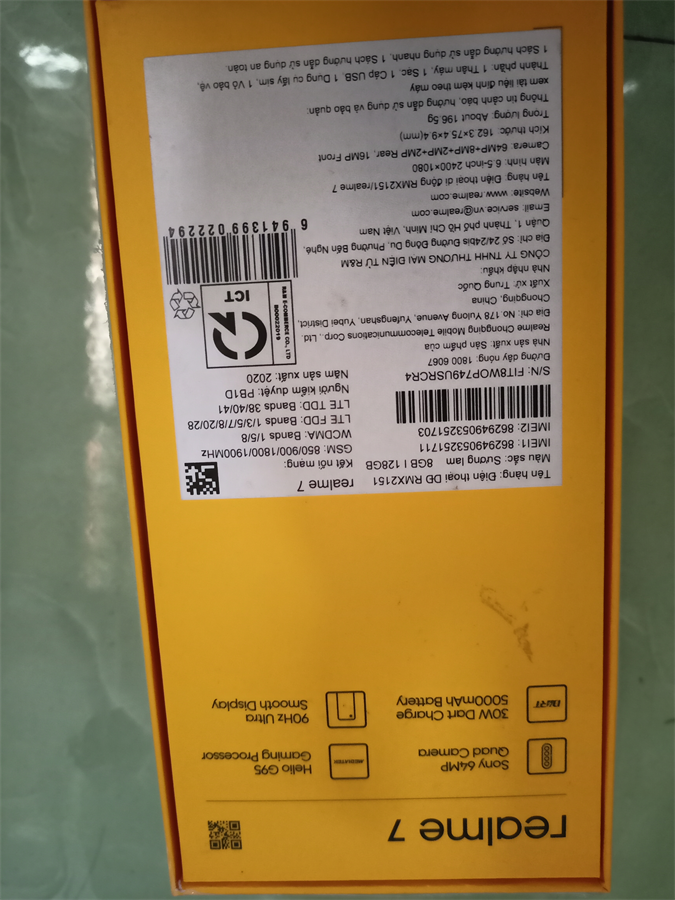 realme 7
Sony 64MP
Quad Camera
Hello G95
Gaming Processor
30W Dart Charge
5000mAh Battery
90Hz Ultra
Smooth Display
DART
MEDIATEK
Tên hàng: Điện thoại DĐ RMX2151
Màu sắc: Sương lam 8GB | 128GB
IMEI1: 862949053251711
IMEI2: 862949053251703
S/N: FIT8WOP749USRCR4
Đường dây nóng: 1800 6067
Nhà sản xuất: Sản phẩm của
Realme Chongqing Mobile Telecommunications Corp., Ltd.
Địa chỉ: No.178 Yulong Avenue, Yufengshan, Yubei District,
Chongqing, China.
Xuất xứ: Trung Quốc
Nhà nhập khẩu:
CÔNG TY TNHH THƯƠNG MẠI ĐIỆN TỬ R&M
Địa chỉ: Số 24/24bis Đường Đông Du, Phường Bến Nghé,
Quận 1, Thành phố Hồ Chí Minh, Việt Nam
Email: service.vn@realme.com
Website: www.realme.com
Tên hàng: Điện thoại di động RMX2151/realme 7
Màn hình: 6.5-inch 2400×1080
Camera: 64MP+8MP+2MP+2MP Rear, 16MP Front
Kích thước: 162.3×75.4×9.4(mm)
Trọng lượng: About 196.5g
Thông tin cảnh báo, hướng dẫn sử dụng và bảo quản:
xem tài liệu đính kèm theo máy
Thành phần: 1 Thân máy, 1 Sạc, 1 Cáp USB, 1 Dụng cụ lấy sim, 1 Vỏ bảo vệ,
1 Sách hướng dẫn sử dụng nhanh, 1 Sách hướng dẫn sử dụng an toàn.
realme 7
Kết nối mạng:
GSM: 850/900/1800/1900MHz
WCDMA: Bands 1/5/8
LTE FDD: Bands 1/3/5/7/8/20/28
LTE TDD: Bands 38/40/41
Người kiểm duyệt: PB1D
Năm sản xuất: 2020
R&M E-COMMERCE CO., LTD
B00022019
ICT
6 941399 022294